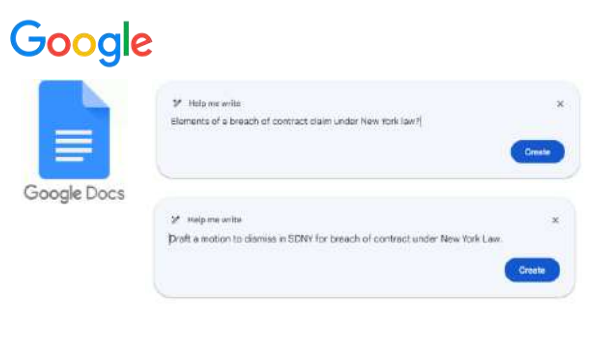 Google
Google Docs
Help me write
Elements of a breach of contract claim under New York law?
Create
Help me write
Draft a motion to dismiss in SDNY for breach of contract under New York Law.
Create